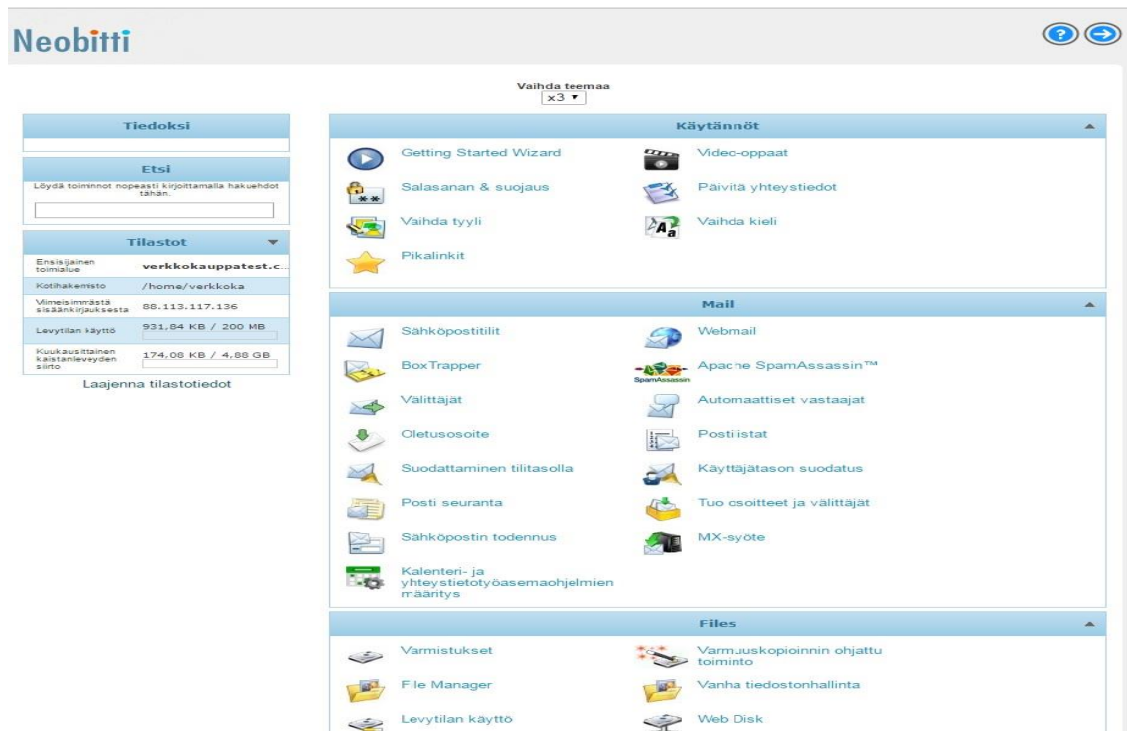 Neobitti
Vaihda teemaa
x3
Tiedoksi
Etsi
Löydä toiminnot nopeasti kirjoittamalla hakuehdot
tähän.
Tilastot
Ensisijainen
toimialue
verkkokauppatest.c...
Kotihakemisto
/home/verkkoka
Viimeisimmästä
sisäänkirjauksesta
88.113.117.136
Levytilan käyttö
931,84 KB / 200 MB
Kuukausittainen
kaistanleveyden
siirto
174,08 KB / 4,88 GB
Laajenna tilastotiedot
Käytännöt
Getting Started Wizard
Video-oppaat
Salasanan & suojaus
Päivitä yhteystiedot
Vaihda tyyli
Vaihda kieli
Pikalinkit
Mail
Sähköpostitilit
Webmail
BoxTrapper
SpamAssassin
Apache SpamAssassin™
Välittäjät
Automaattiset vastaajat
Oletusosoite
Postilistat
Suodattaminen tilitasolla
Käyttäjätason suodatus
Posti seuranta
Tuo osoitteet ja välittäjät
Sähköpostin todennus
MX-syöte
Kalenteri- ja
yhteystietotyöasemaohjelmien
määritys
Files
Varmistukset
Varmuuskopioinnin ohjattu
toiminto
File Manager
Vanha tiedostonhallinta
Levytilan käyttö
Web Disk